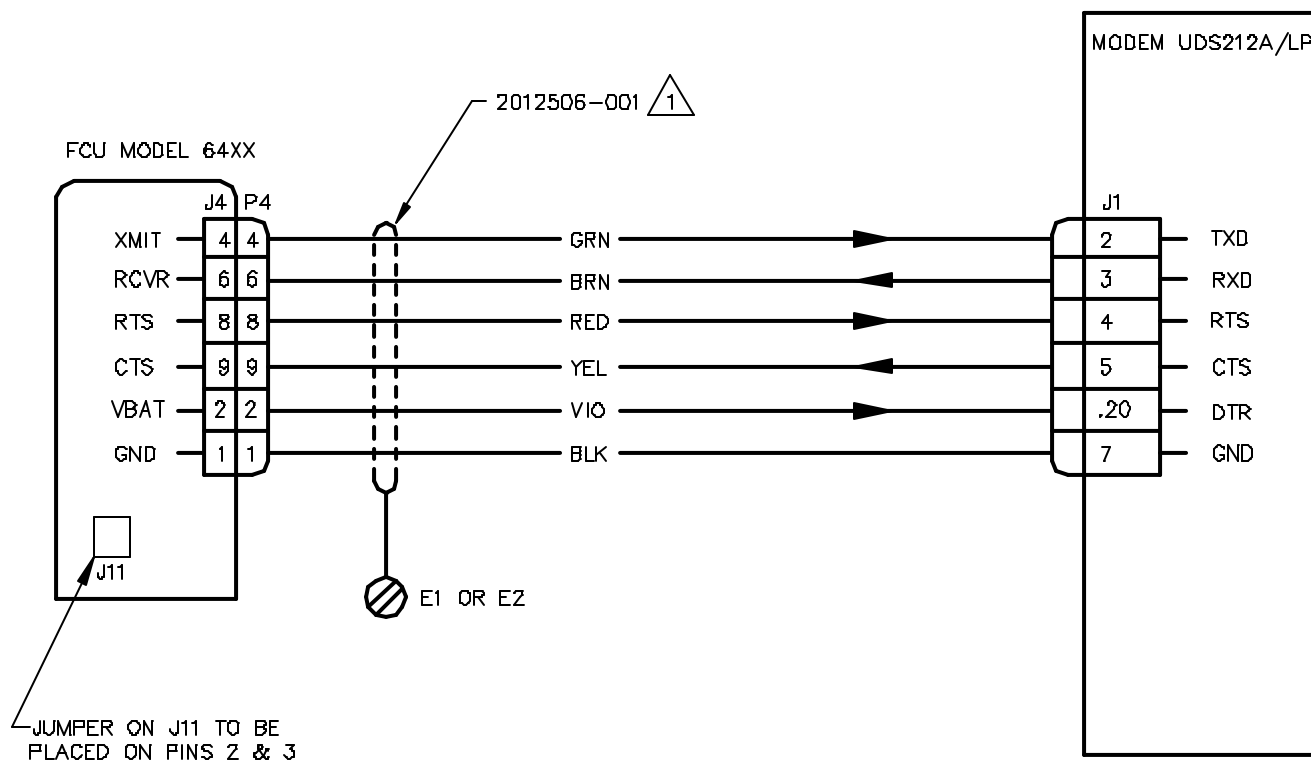 MODEM UDS212A/LP
2012506-001 1
FCU MODEL 64XX
J4 P4
J1
XMIT 4 4 GRN 2 TXD
RCVR 6 6 BRN 3 RXD
RTS 8 8 RED 4 RTS
CTS 9 9 YEL 5 CTS
VBAT 2 2 VIO .20 DTR
GND 1 1 BLK 7 GND
J11
E1 OR E2
JUMPER ON J11 TO BE
PLACED ON PINS 2 & 3